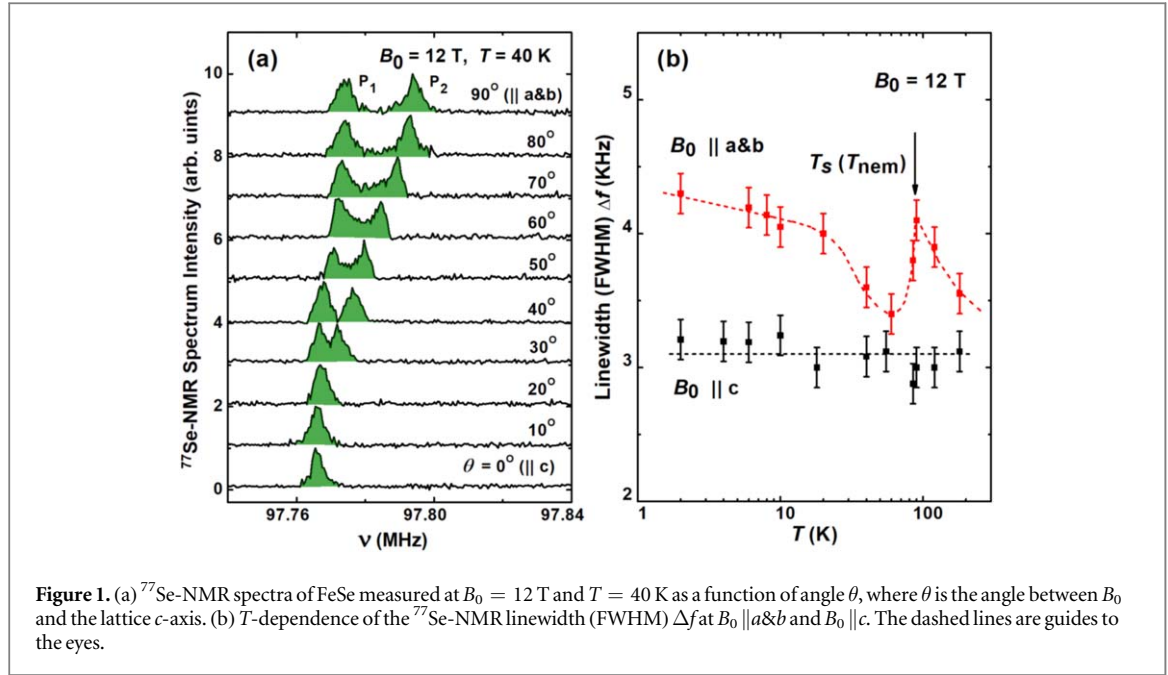 (a)
B₀ = 12 T, T = 40 K
P₁
P₂
90° (|| a&b)
80°
70°
60°
50°
40°
30°
20°
10°
θ = 0° (|| c)
⁷⁷Se-NMR Spectrum Intensity (arb. uints)
10
8
6
4
2
0
97.76
97.80
97.84
ν (MHz)
(b)
B₀ = 12 T
B₀ || a&b
Tₛ (Tₙₑₘ)
B₀ || c
Linewidth (FWHM) Δf (KHz)
5
4
3
2
1
10
100
T (K)
Figure 1. (a) ⁷⁷Se-NMR spectra of FeSe measured at B₀ = 12 T and T = 40 K as a function of angle θ, where θ is the angle between B₀
and the lattice c-axis. (b) T-dependence of the ⁷⁷Se-NMR linewidth (FWHM) Δf at B₀ ||a&b and B₀ ||c. The dashed lines are guides to
the eyes.